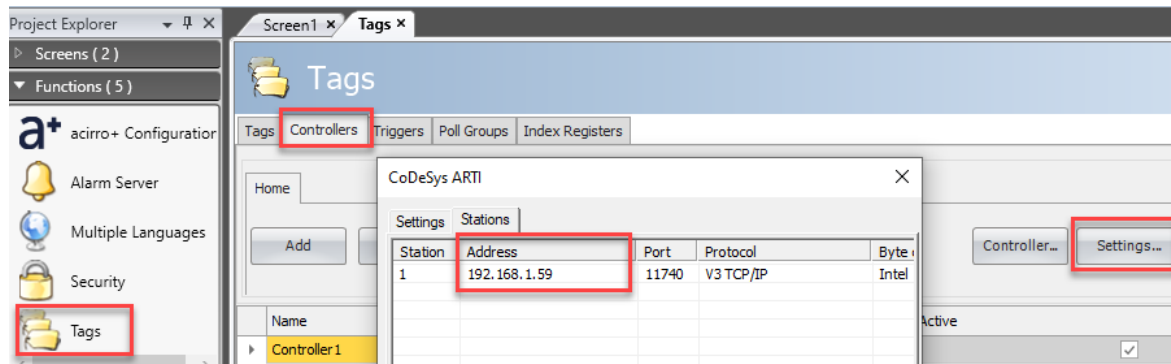 Project Explorer
Screens ( 2 )
Functions ( 5 )
a+ acirro+ Configuration
Alarm Server
Multiple Languages
Security
Tags
Screen1 Tags
Tags
Tags Controllers Triggers Poll Groups Index Registers
Home
Add
Controller... Settings...
Name Active
Controller1
CoDeSys ARTI
Settings Stations
Station Address Port Protocol Byte
1 192.168.1.59 11740 V3 TCP/IP Intel